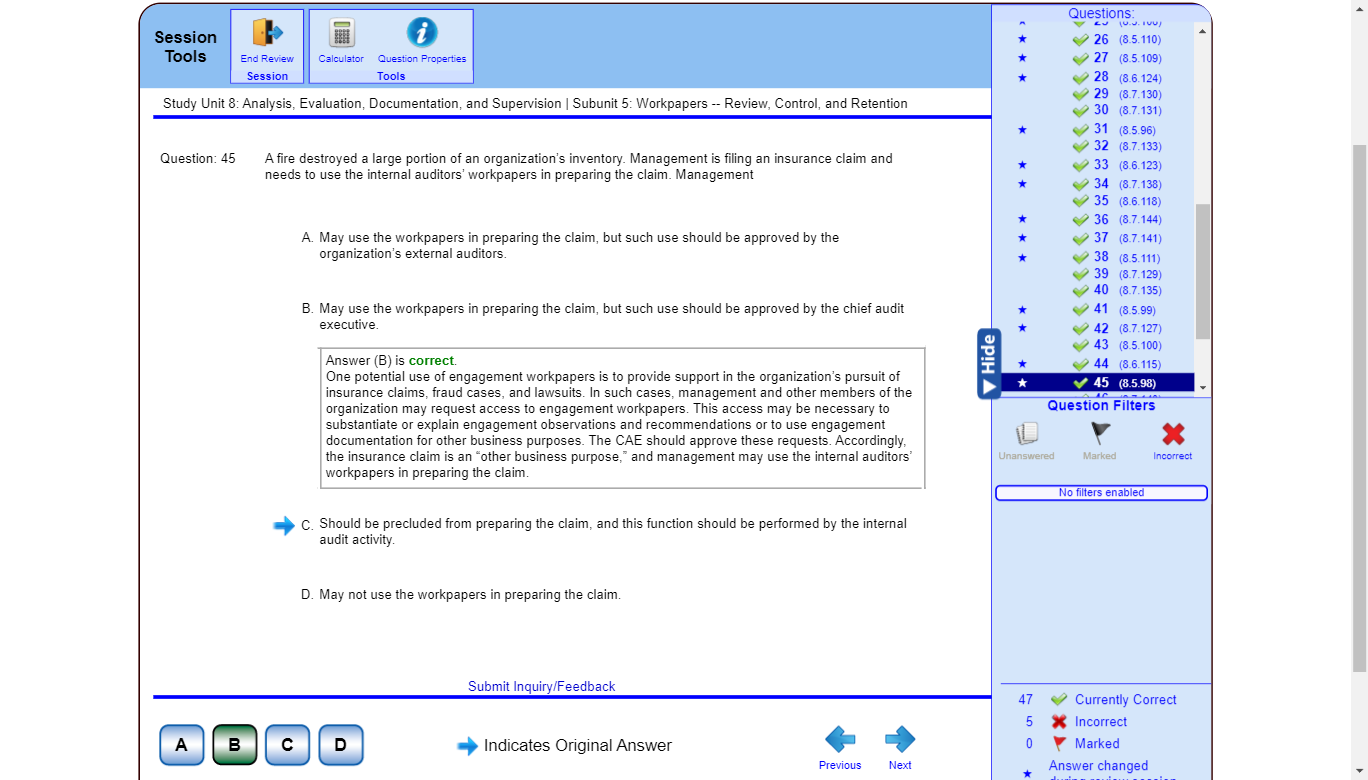 Session
Tools
End Review
Session
Calculator
Question Properties
Tools
Study Unit 8: Analysis, Evaluation, Documentation, and Supervision | Subunit 5: Workpapers -- Review, Control, and Retention
Question: 45
A fire destroyed a large portion of an organization's inventory. Management is filing an insurance claim and
needs to use the internal auditors' workpapers in preparing the claim. Management
A. May use the workpapers in preparing the claim, but such use should be approved by the
organization's external auditors.
B. May use the workpapers in preparing the claim, but such use should be approved by the chief audit
executive.
Answer (B) is correct.
One potential use of engagement workpapers is to provide support in the organization's pursuit of
insurance claims, fraud cases, and lawsuits. In such cases, management and other members of the
organization may request access to engagement workpapers. This access may be necessary to
substantiate or explain engagement observations and recommendations or to use engagement
documentation for other business purposes. The CAE should approve these requests. Accordingly,
the insurance claim is an “other business purpose,” and management may use the internal auditors'
workpapers in preparing the claim.
C. Should be precluded from preparing the claim, and this function should be performed by the internal
audit activity.
D. May not use the workpapers in preparing the claim.
Submit Inquiry/Feedback
A
B
C
D
Indicates Original Answer
Previous
Next
Questions:
26 (8.5.110)
27 (8.5.109)
28 (8.6.124)
29 (8.7.130)
30 (8.7.131)
31 (8.5.96)
32 (8.7.133)
33 (8.6.123)
34 (8.7.138)
35 (8.6.118)
36 (8.7.144)
37 (8.7.141)
38 (8.5.111)
39 (8.7.129)
40 (8.7.135)
41 (8.5.99)
42 (8.7.127)
43 (8.5.100)
44 (8.6.115)
45 (8.5.98)
Hide
Question Filters
Unanswered
Marked
Incorrect
No filters enabled
47 Currently Correct
5 Incorrect
0 Marked
Answer changed
during review session